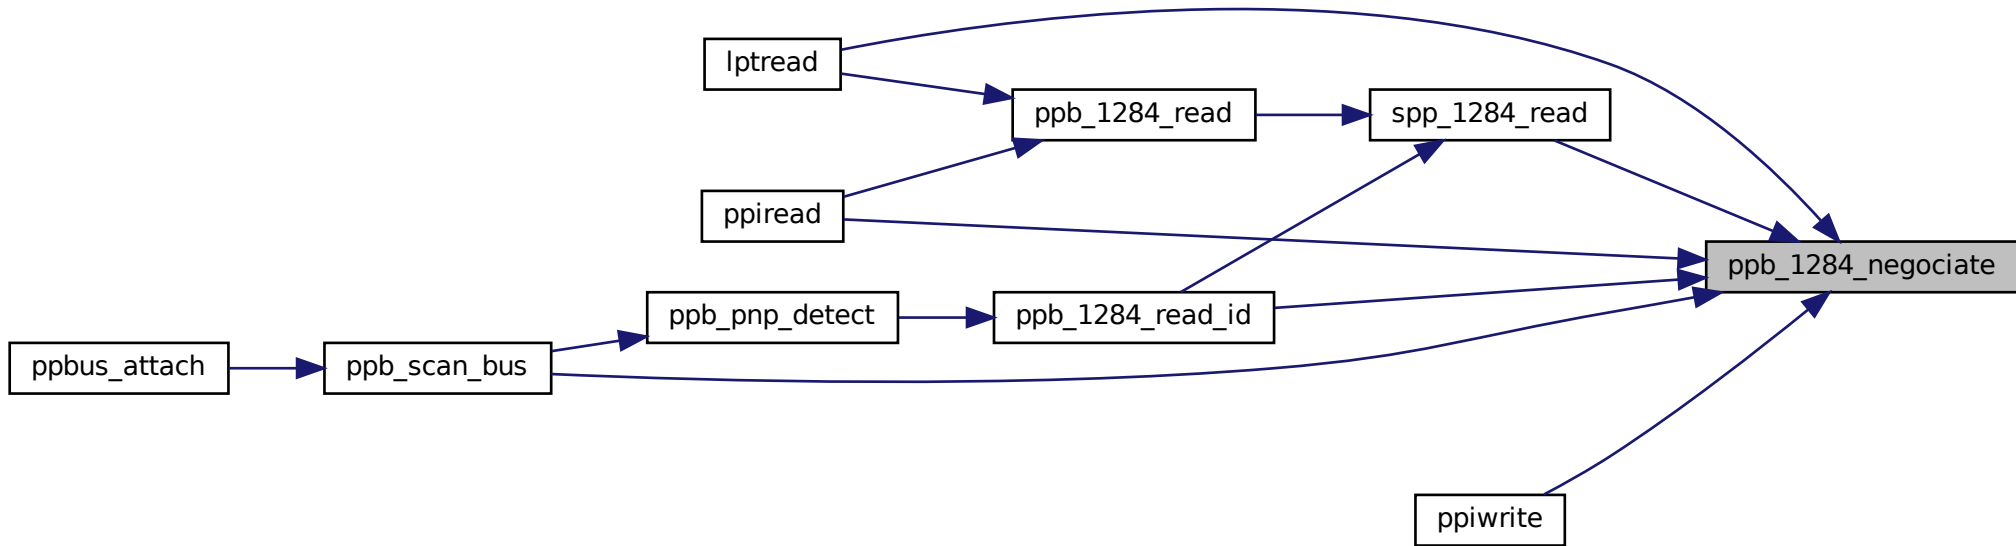 lptread
ppb_1284_read
spp_1284_read
ppiread
ppb_1284_negociate
ppb_pnp_detect
ppb_1284_read_id
ppbus_attach
ppb_scan_bus
ppiwrite